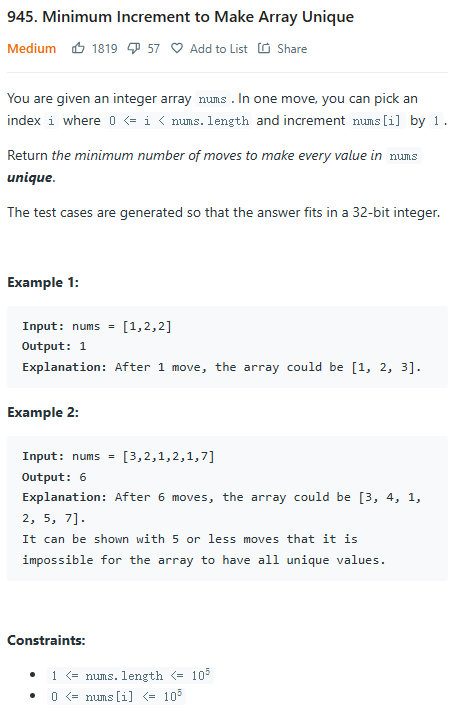 945. Minimum Increment to Make Array Unique
Medium 1819 57 Add to List Share
You are given an integer array nums . In one move, you can pick an
index i where 0 <= i < nums.length and increment nums[i] by 1 .
Return the minimum number of moves to make every value in nums
unique.
The test cases are generated so that the answer fits in a 32-bit integer.
Example 1:
Input: nums = [1,2,2]
Output: 1
Explanation: After 1 move, the array could be [1, 2, 3].
Example 2:
Input: nums = [3,2,1,2,1,7]
Output: 6
Explanation: After 6 moves, the array could be [3, 4, 1,
2, 5, 7].
It can be shown with 5 or less moves that it is
impossible for the array to have all unique values.
Constraints:
• 1 <= nums.length <= 10⁵
• 0 <= nums[i] <= 10⁵